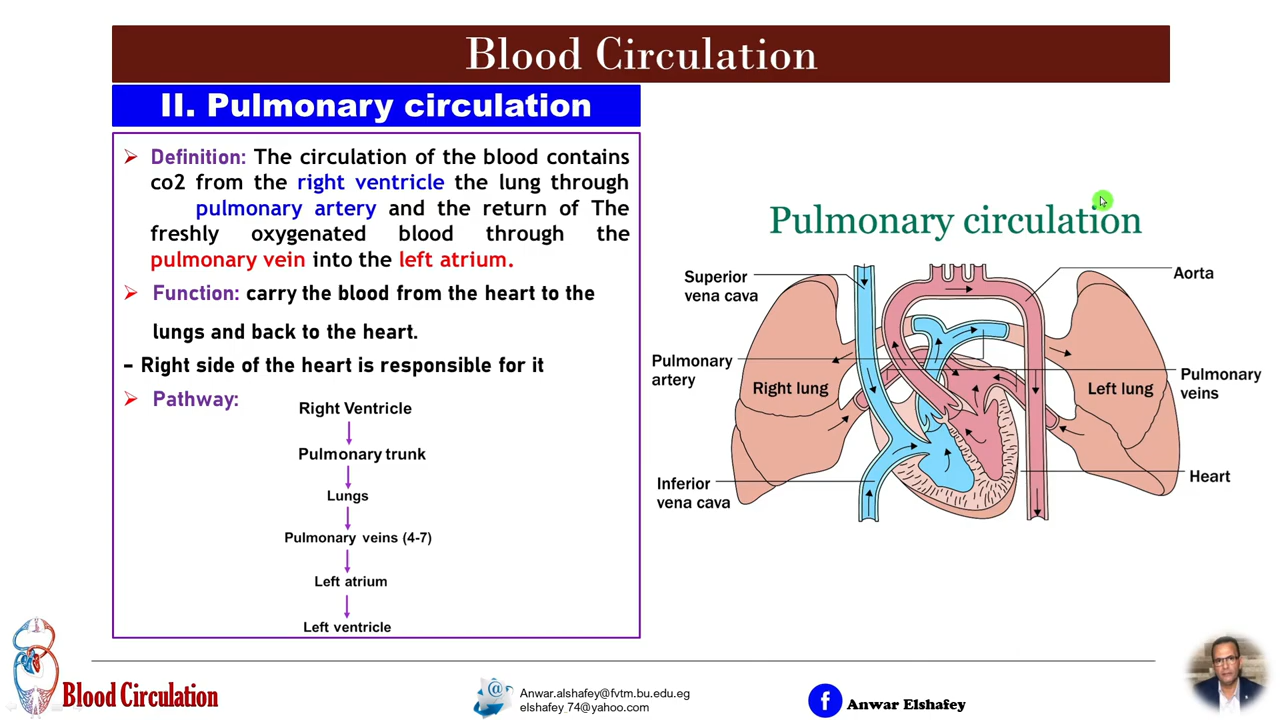 Blood Circulation
II. Pulmonary circulation
Definition: The circulation of the blood contains
co2 from the right ventricle the lung through
pulmonary artery and the return of The
freshly oxygenated blood through the
pulmonary vein into the left atrium.
Function: carry the blood from the heart to the
lungs and back to the heart.
– Right side of the heart is responsible for it
Pathway:
Right Ventricle
Pulmonary trunk
Lungs
Pulmonary veins (4-7)
Left atrium
Left ventricle
Pulmonary circulation
Superior
vena cava
Aorta
Pulmonary
artery
Right lung
Left lung
Pulmonary
veins
Inferior
vena cava
Heart
Blood Circulation
Anwar.elshafey@fvtm.bu.edu.eg
elshafey_74@yahoo.com
f
Anwar Elshafey